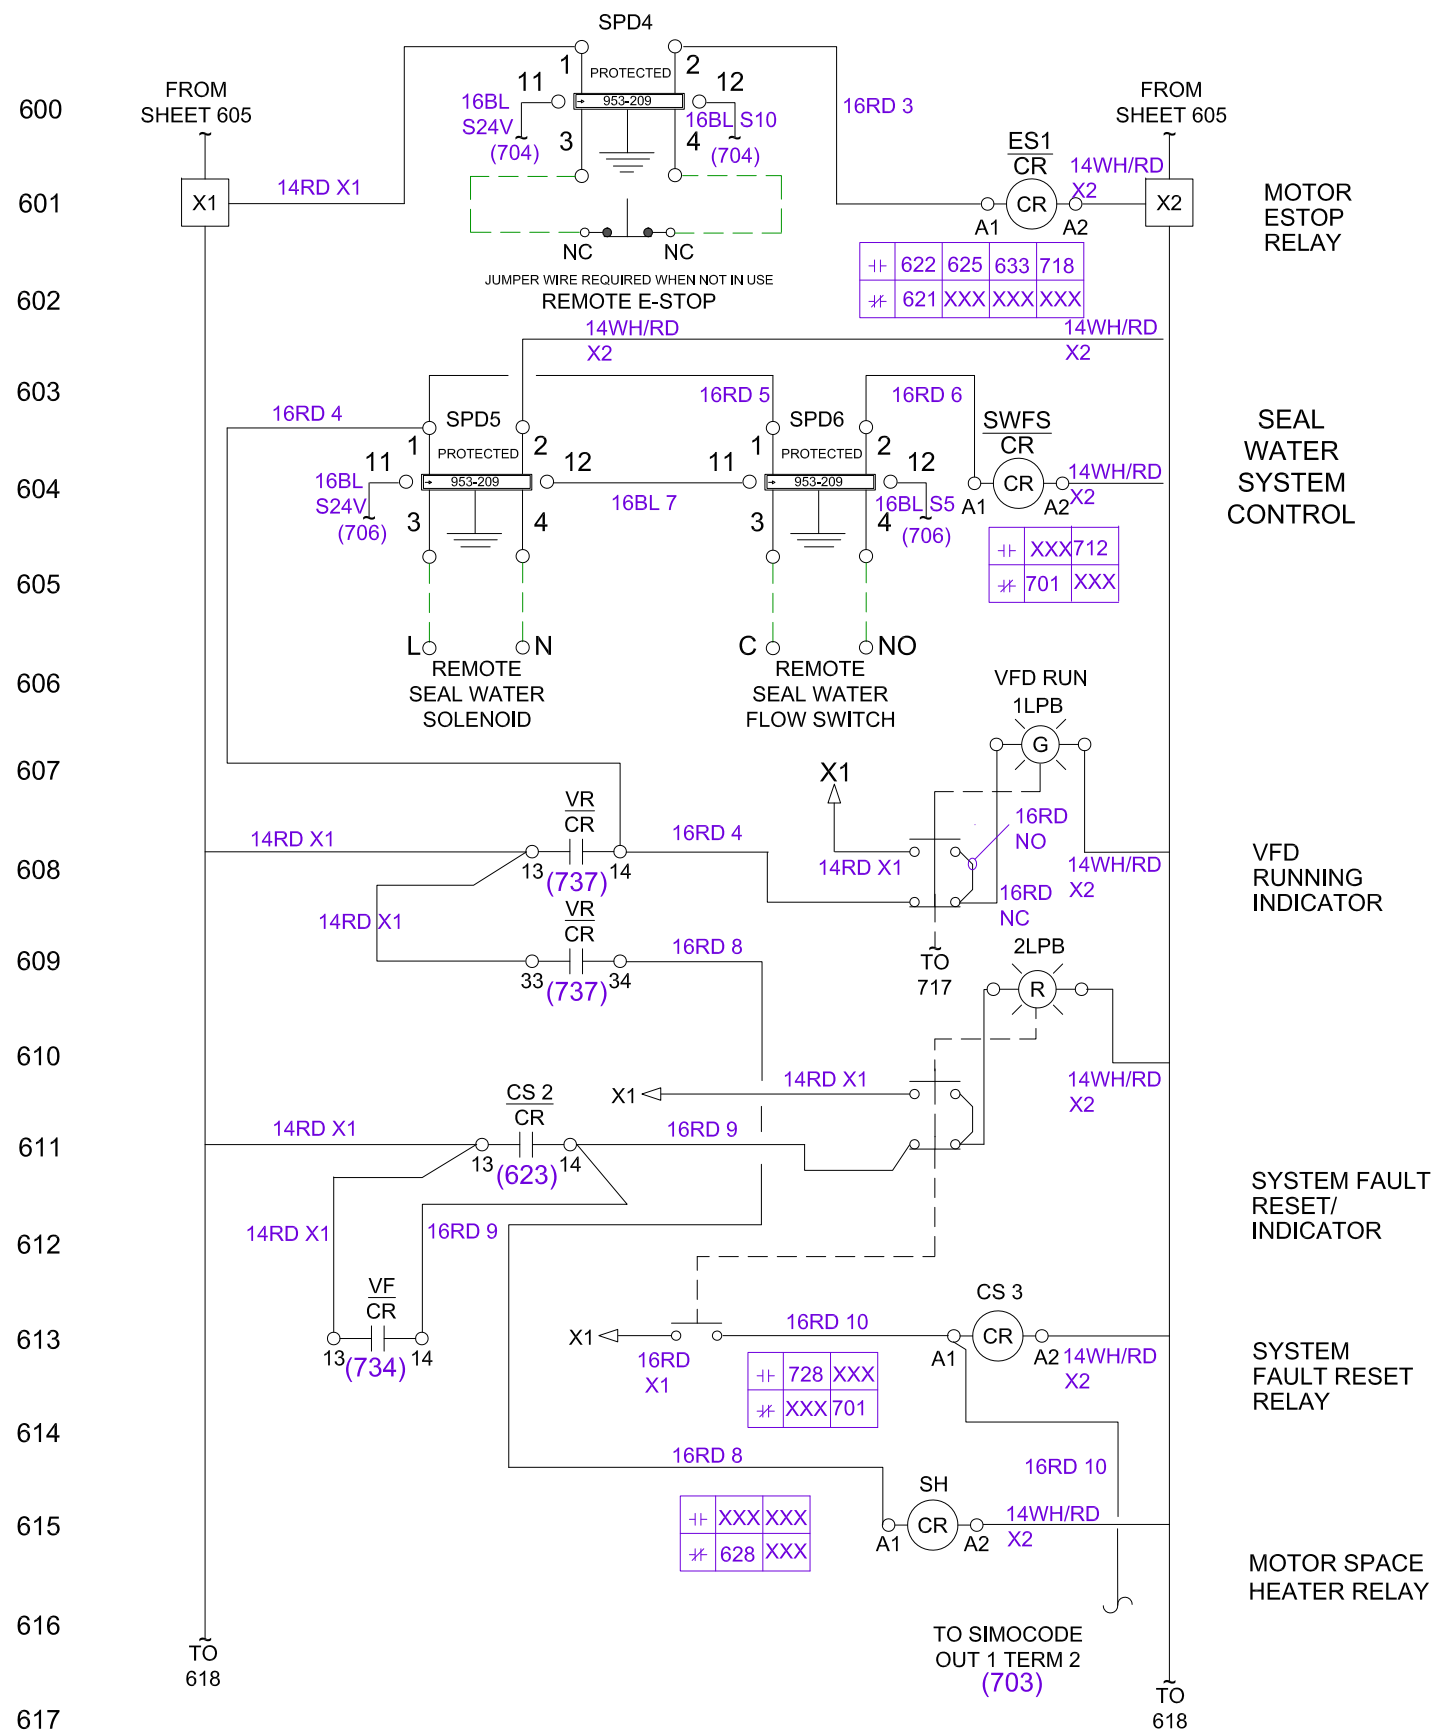 SPD4
1
2
PROTECTED
11
12
953-209
16BL
S24V
(704)
16BL S10
(704)
3
4
16RD 3
FROM
SHEET 605
FROM
SHEET 605
600
14RD X1
X1
601
NC
NC
JUMPER WIRE REQUIRED WHEN NOT IN USE
REMOTE E-STOP
ES1
CR
CR
A1
A2
14WH/RD
X2
X2
MOTOR
ESTOP
RELAY
622 625 633 718
621 XXX XXX XXX
602
14WH/RD
X2
14WH/RD
X2
603
16RD 4
SPD5
1
2
PROTECTED
11
12
953-209
16BL
S24V
(706)
3
4
16RD 5
SPD6
1
2
PROTECTED
11
12
953-209
16BL 7
16BL S5
(706)
3
4
16RD 6
SWFS
CR
CR
A1
A2
14WH/RD
X2
SEAL
WATER
SYSTEM
CONTROL
604
XXX 712
701 XXX
605
L
N
REMOTE
SEAL WATER
SOLENOID
C
NO
REMOTE
SEAL WATER
FLOW SWITCH
606
VFD RUN
1LPB
G
607
X1
VR
CR
14RD X1
13
14
(737)
16RD 4
14RD X1
16RD
NO
16RD
NC
14WH/RD
X2
608
VFD
RUNNING
INDICATOR
14RD X1
VR
CR
33
34
(737)
16RD 8
609
TO
717
2LPB
R
610
14RD X1
X1
14WH/RD
X2
CS 2
CR
14RD X1
13
14
(623)
16RD 9
611
SYSTEM FAULT
RESET/
INDICATOR
14RD X1
16RD 9
612
VF
CR
13
14
(734)
613
X1
16RD
X1
16RD 10
CS 3
CR
A1
A2
14WH/RD
X2
SYSTEM
FAULT RESET
RELAY
728 XXX
XXX 701
614
16RD 8
16RD 10
SH
CR
A1
A2
14WH/RD
X2
XXX XXX
628 XXX
615
MOTOR SPACE
HEATER RELAY
616
TO
618
TO SIMOCODE
OUT 1 TERM 2
(703)
TO
618
617